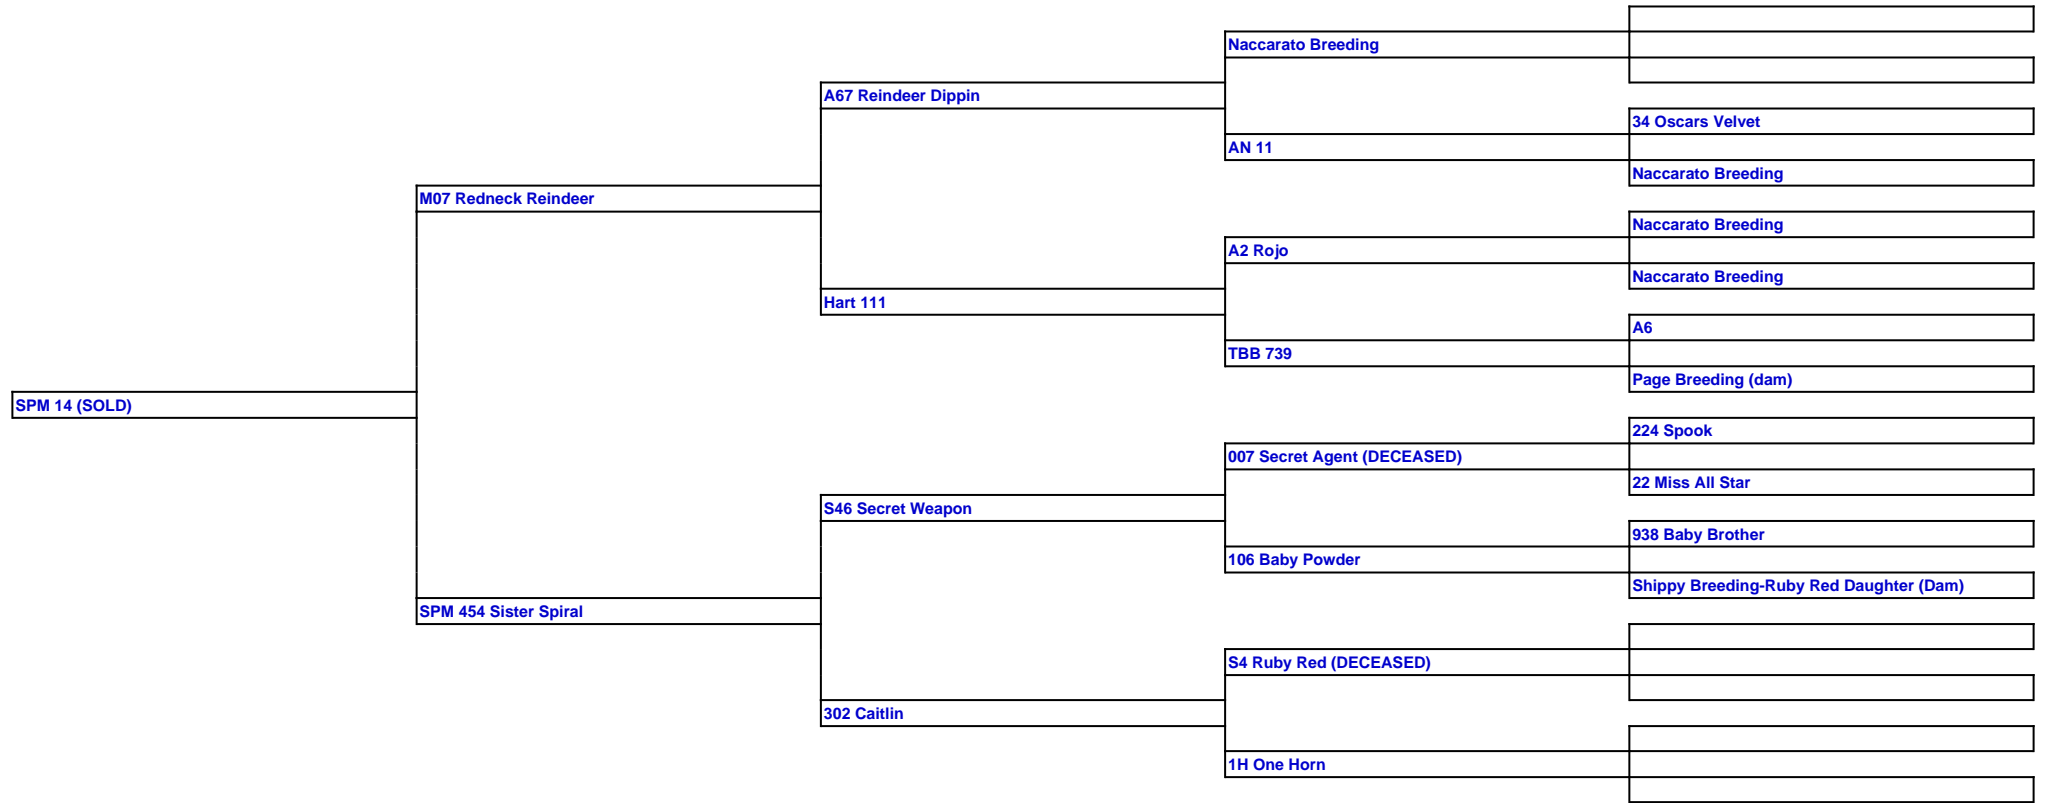 Naccarato Breeding
A67 Reindeer Dippin
34 Oscars Velvet
AN 11
Naccarato Breeding
M07 Redneck Reindeer
Naccarato Breeding
A2 Rojo
Naccarato Breeding
Hart 111
A6
TBB 739
Page Breeding (dam)
SPM 14 (SOLD)
224 Spook
007 Secret Agent (DECEASED)
22 Miss All Star
S46 Secret Weapon
938 Baby Brother
106 Baby Powder
Shippy Breeding-Ruby Red Daughter (Dam)
SPM 454 Sister Spiral
S4 Ruby Red (DECEASED)
302 Caitlin
1H One Horn